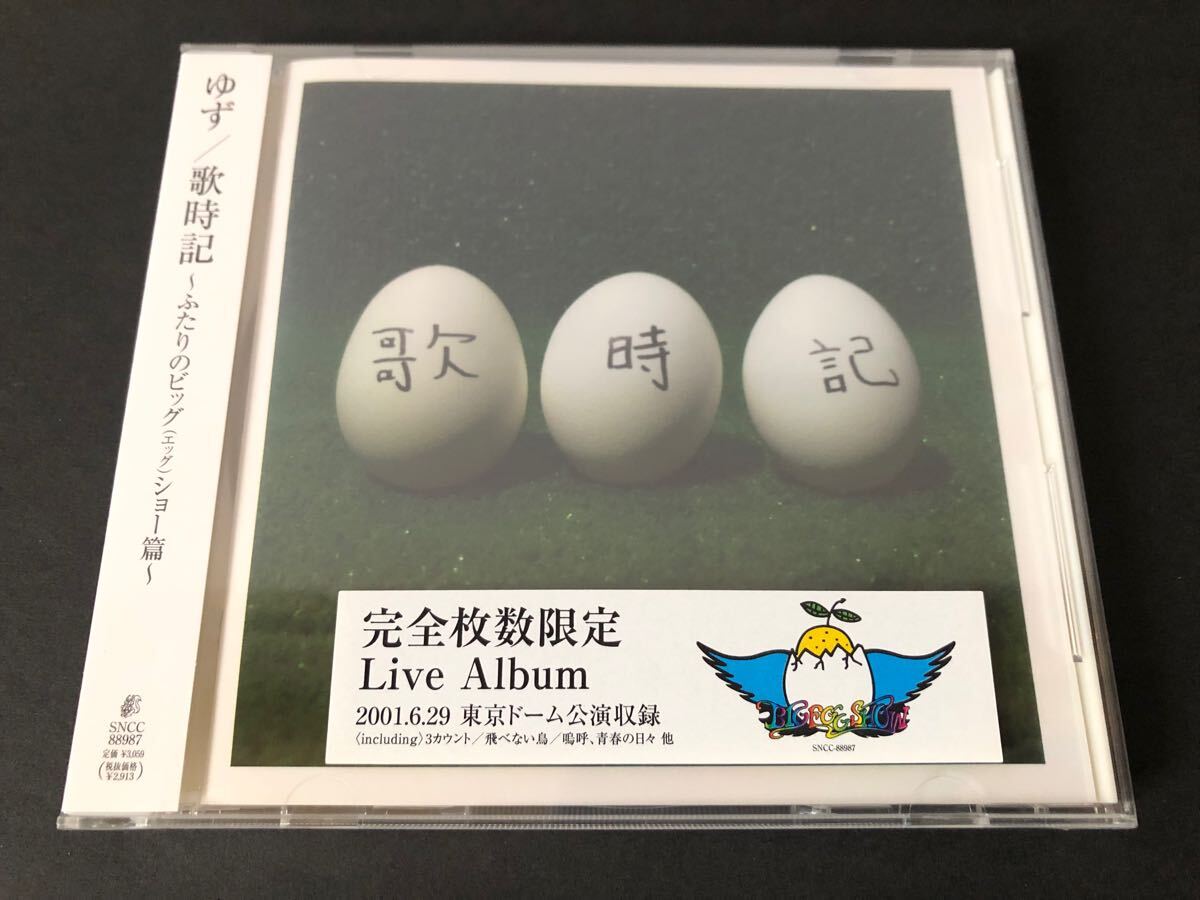 ゆず／歌時記
～ふたりのビッグ(エッグ)ショー篇～
SNCC
88987
定価 ¥3,059
(税抜価格 ¥2,913)
歌 時 記
完全枚数限定
Live Album
2001.6.29 東京ドーム公演収録
〈including〉3カウント／飛べない鳥／嗚呼、青春の日々 他
BIG EGG SHOW
SNCC-88987